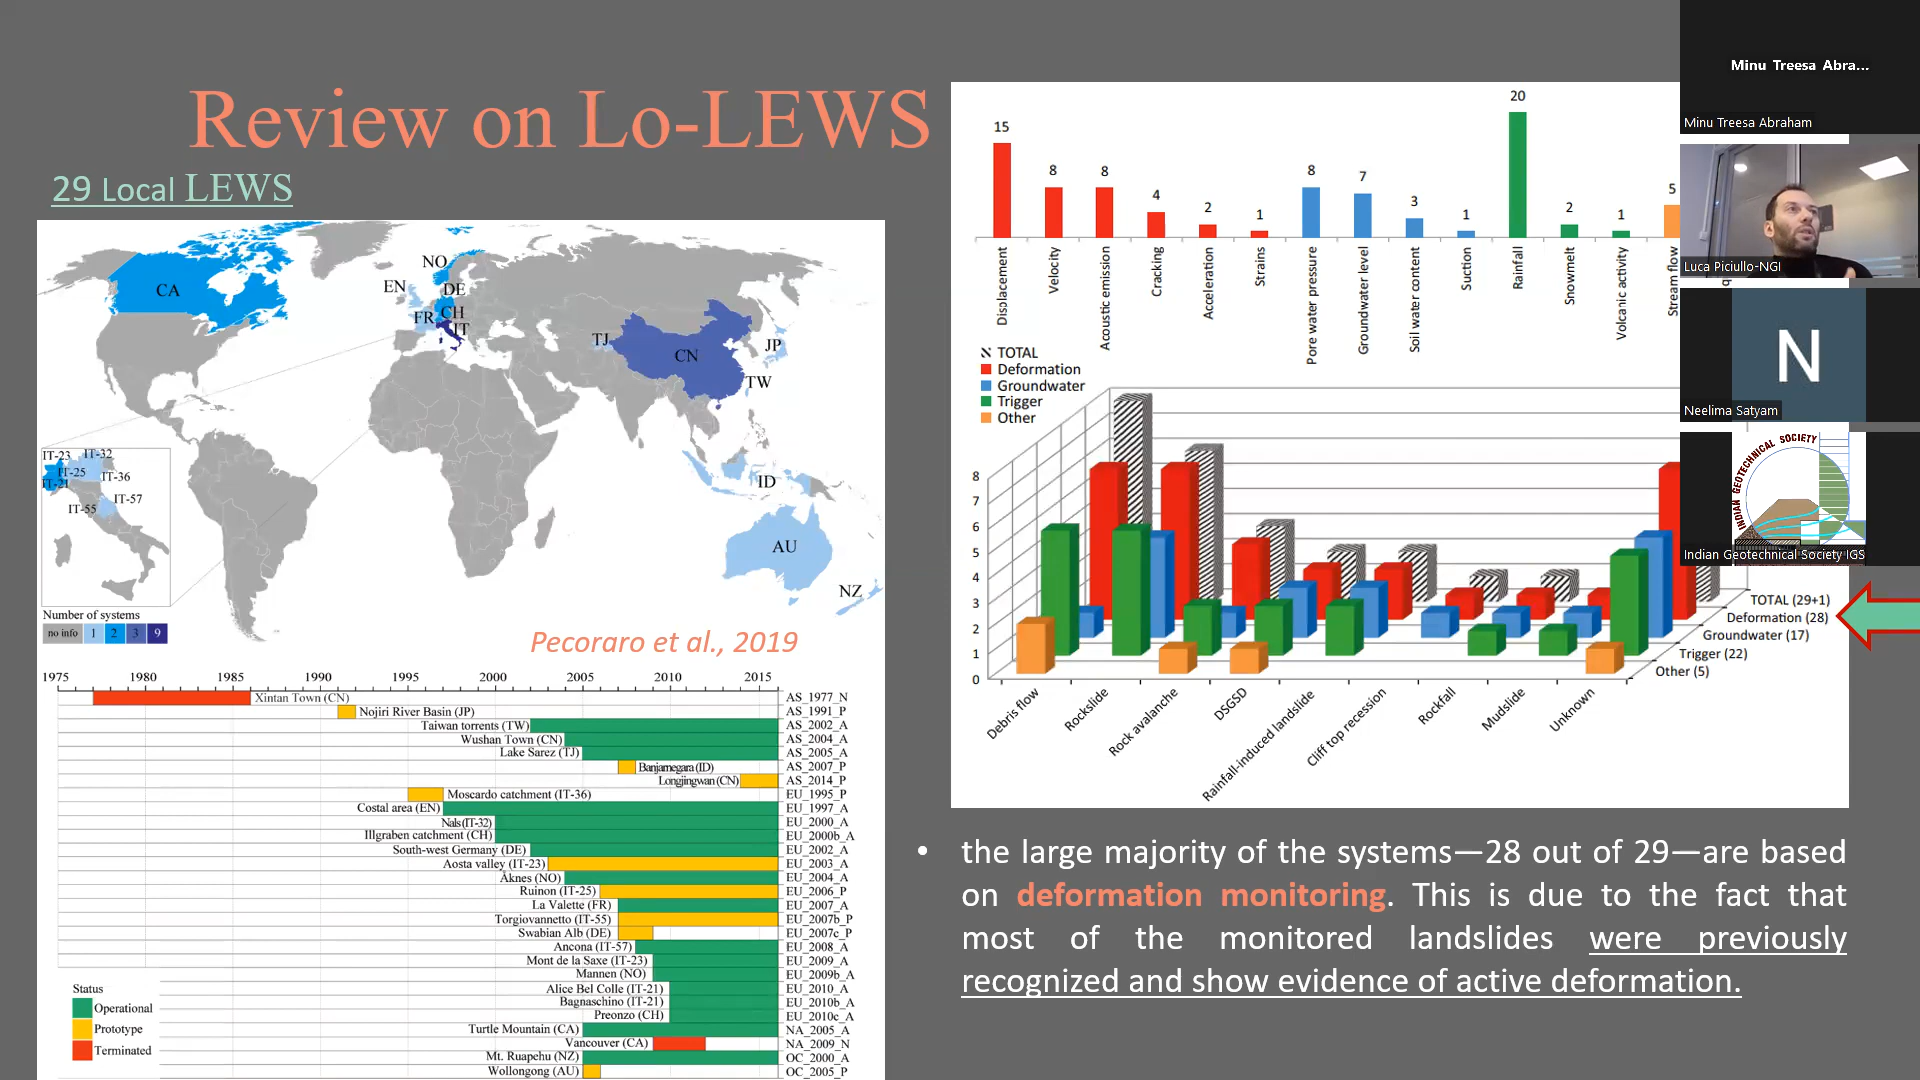 Review on Lo-LEWS
29 Local LEWS
CA
NO
EN
DE
FR
CH
IT
TJ
CN
JP
TW
ID
AU
NZ
IT-23
IT-32
IT-25
IT-36
IT-21
IT-57
IT-55
Number of systems
no info 1 2 3 9
Pecoraro et al., 2019
1975 1980 1985 1990 1995 2000 2005 2010 2015
Xintan Town (CN) AS_1977_N
Nojiri River Basin (JP) AS_1991_P
Taiwan torrents (TW) AS_2002_A
Wushan Town (CN) AS_2004_A
Lake Sarez (TJ) AS_2005_A
Banjarnegara (ID) AS_2007_P
Longjingwan (CN) AS_2014_P
Moscardo catchment (IT-36) EU_1995_P
Costal area (EN) EU_1997_A
Nals (IT-32) EU_2000_A
Illgraben catchment (CH) EU_2000b_A
South-west Germany (DE) EU_2002_A
Aosta valley (IT-23) EU_2003_A
Åknes (NO) EU_2004_A
Ruinon (IT-25) EU_2006_P
La Valette (FR) EU_2007_A
Torgiovannetto (IT-55) EU_2007b_P
Swabian Alb (DE) EU_2007c_P
Ancona (IT-57) EU_2008_A
Mont de la Saxe (IT-23) EU_2009_A
Mannen (NO) EU_2009b_A
Alice Bel Colle (IT-21) EU_2010_A
Bagnaschino (IT-21) EU_2010b_A
Preonzo (CH) EU_2010c_A
Turtle Mountain (CA) NA_2005_A
Vancouver (CA) NA_2009_N
Mt. Ruapehu (NZ) OC_2000_A
Wollongong (AU) OC_2005_P
Status
Operational
Prototype
Terminated
15 8 8 4 2 1 8 7 3 1 20 2 1 5
Displacement
Velocity
Acoustic emission
Cracking
Acceleration
Strains
Pore water pressure
Groundwater level
Soil water content
Suction
Rainfall
Snowmelt
Volcanic activity
Stream flow
TOTAL
Deformation
Groundwater
Trigger
Other
8
7
6
5
4
3
2
1
0
TOTAL (29+1)
Deformation (28)
Groundwater (17)
Trigger (22)
Other (5)
Debris flow
Rockslide
Rock avalanche
DSGSD
Rainfall-induced landslide
Cliff top recession
Rockfall
Mudslide
Unknown
• the large majority of the systems—28 out of 29—are based
on deformation monitoring. This is due to the fact that
most of the monitored landslides were previously
recognized and show evidence of active deformation.
Minu Treesa Abra...
Minu Treesa Abraham
Luca Piciullo-NGI
N
Neelima Satyam
INDIAN GEOTECHNICAL SOCIETY
Indian Geotechnical Society IGS